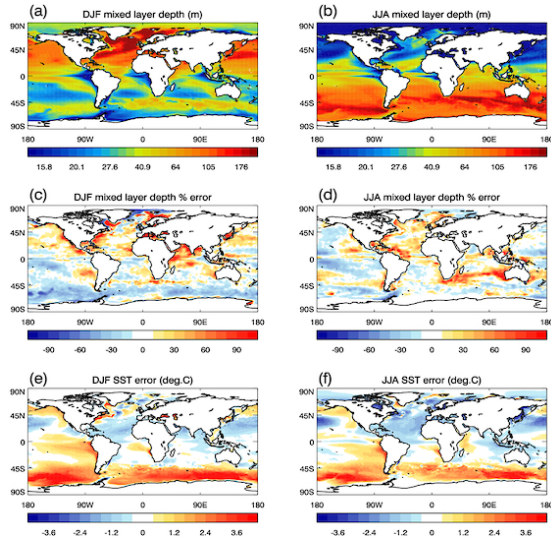 (a) DJF mixed layer depth (m)
90N
45N
0
45S
90S
180 90W 0 90E 180
15.8 20.1 27.6 40.9 64 105 176
(b) JJA mixed layer depth (m)
90N
45N
0
45S
90S
180 90W 0 90E 180
15.8 20.1 27.6 40.9 64 105 176
(c) DJF mixed layer depth % error
90N
45N
0
45S
90S
180 90W 0 90E 180
-90 -60 -30 0 30 60 90
(d) JJA mixed layer depth % error
90N
45N
0
45S
90S
180 90W 0 90E 180
-90 -60 -30 0 30 60 90
(e) DJF SST error (deg.C)
90N
45N
0
45S
90S
180 90W 0 90E 180
-3.6 -2.4 -1.2 0 1.2 2.4 3.6
(f) JJA SST error (deg.C)
90N
45N
0
45S
90S
180 90W 0 90E 180
-3.6 -2.4 -1.2 0 1.2 2.4 3.6